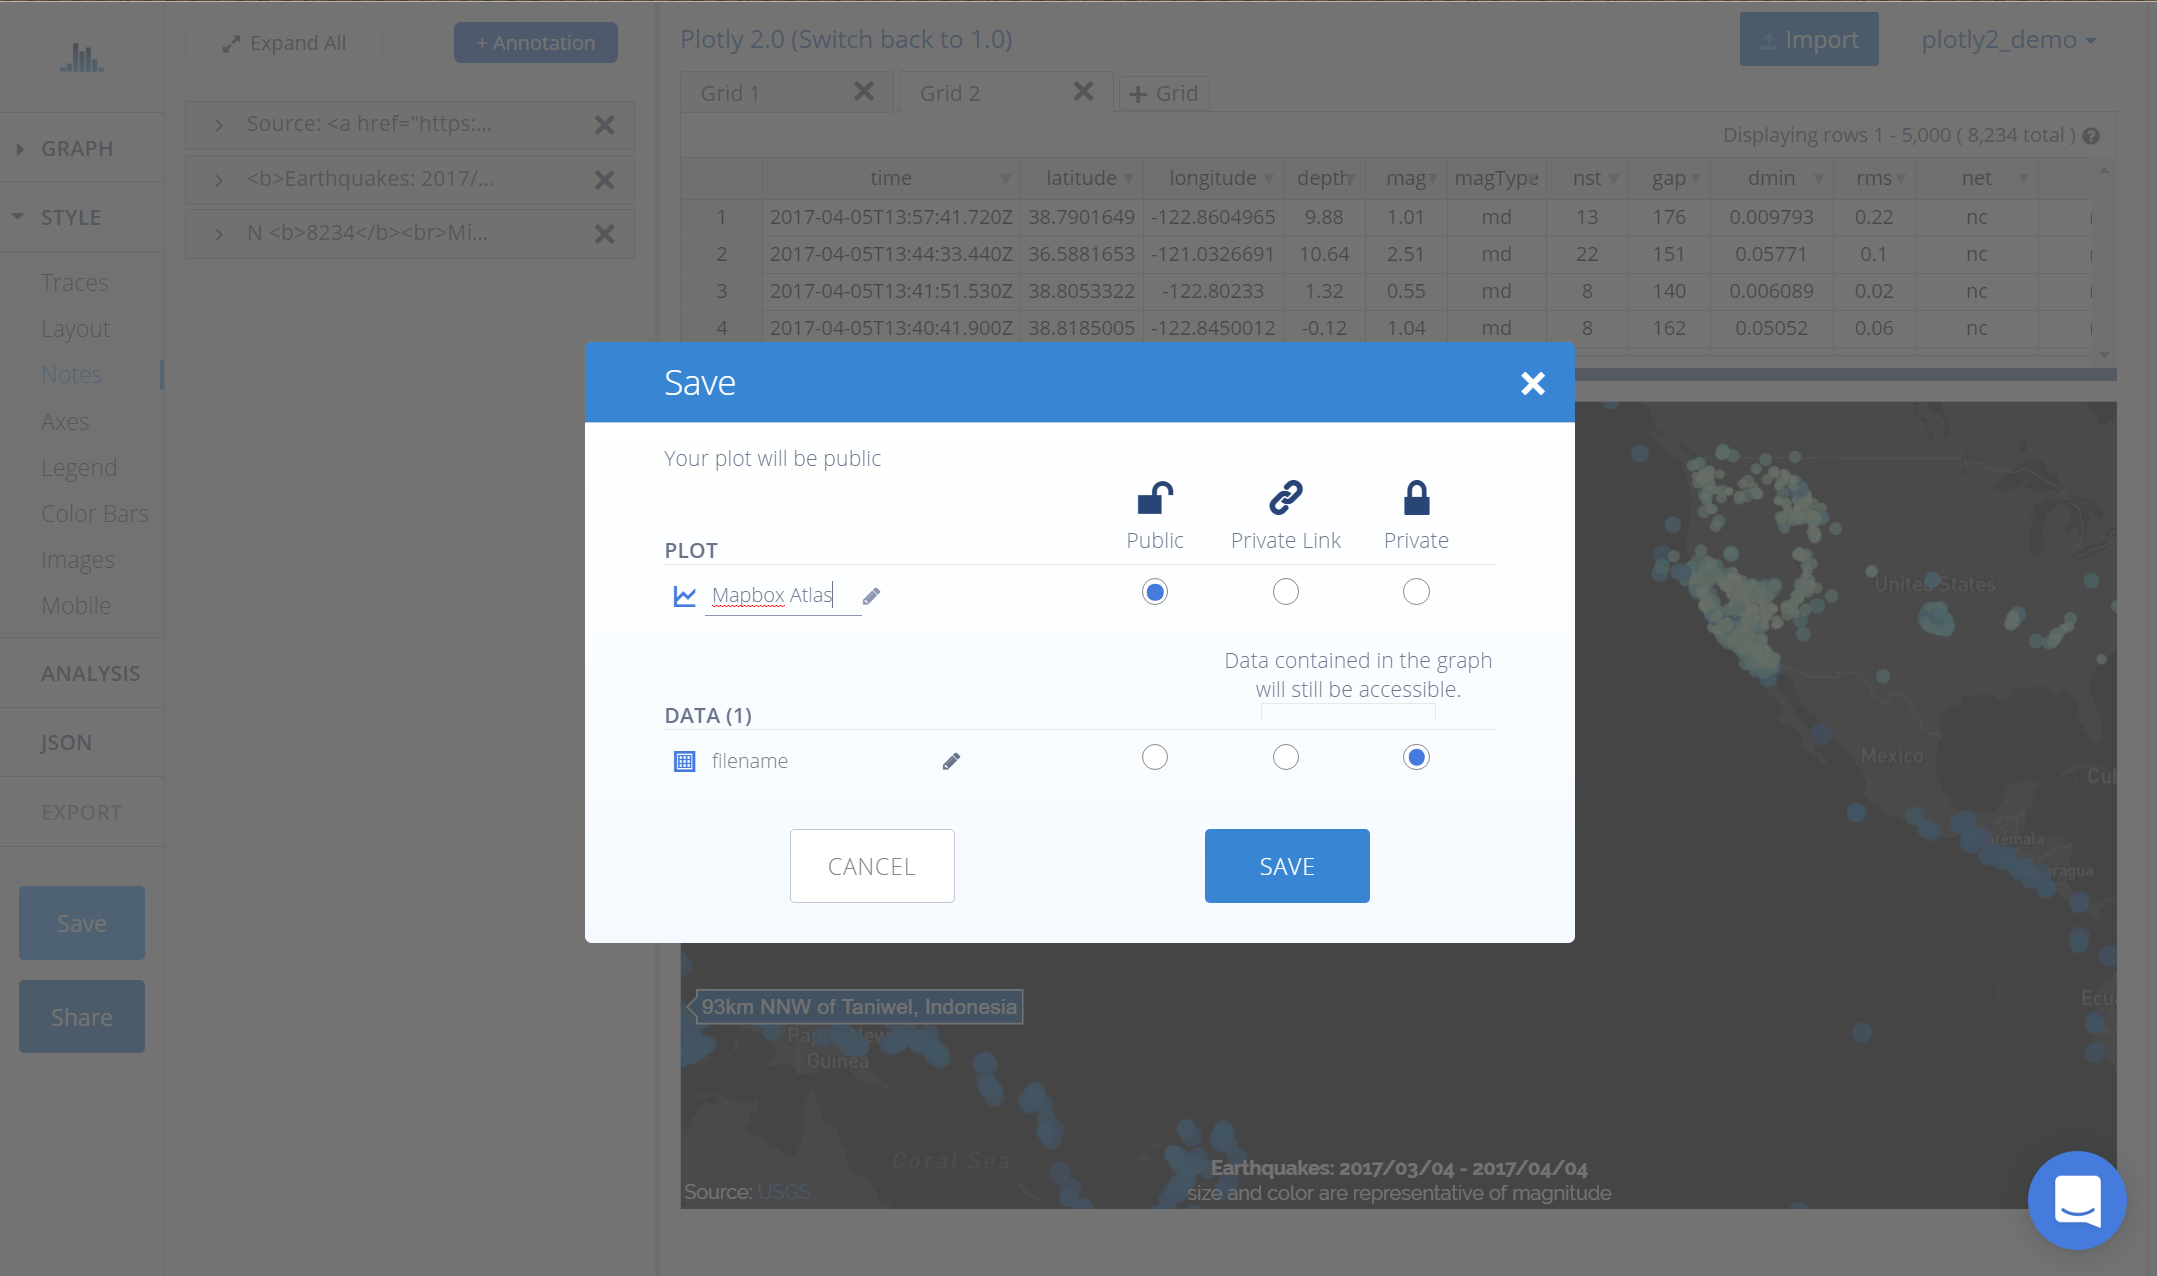 Expand All
+ Annotation
Source: <a href="https:...
<b>Earthquakes: 2017/...
N <b>8234</b><br>Mi...
GRAPH
STYLE
Traces
Layout
Notes
Axes
Legend
Color Bars
Images
Mobile
ANALYSIS
JSON
EXPORT
Save
Share
Plotly 2.0 (Switch back to 1.0)
Import
plotly2_demo
Grid 1
Grid 2
+ Grid
Displaying rows 1 - 5,000 ( 8,234 total )
time latitude longitude depth mag magType nst gap dmin rms net
1 2017-04-05T13:57:41.720Z 38.7901649 -122.8604965 9.88 1.01 md 13 176 0.009793 0.22 nc
2 2017-04-05T13:44:33.440Z 36.5881653 -121.0326691 10.64 2.51 md 22 151 0.05771 0.1 nc
3 2017-04-05T13:41:51.530Z 38.8053322 -122.80233 1.32 0.55 md 8 140 0.006089 0.02 nc
4 2017-04-05T13:40:41.900Z 38.8185005 -122.8450012 -0.12 1.04 md 8 162 0.05052 0.06 nc
Save
Your plot will be public
Public Private Link Private
PLOT
Mapbox Atlas
Data contained in the graph
will still be accessible.
DATA (1)
filename
CANCEL
SAVE
United States
Mexico
93km NNW of Taniwel, Indonesia
Guinea
Coral Sea
Earthquakes: 2017/03/04 - 2017/04/04
size and color are representative of magnitude
Source: USGS